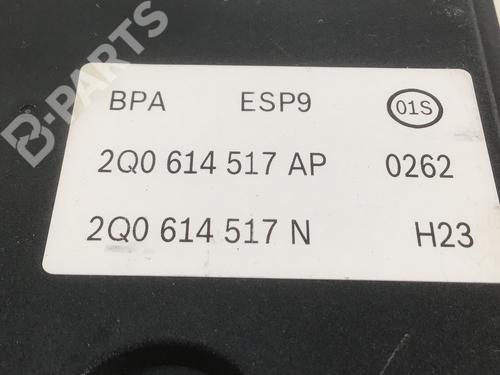 B-PARTS
BPA ESP9 01S
2Q0 614 517 AP 0262
2Q0 614 517 N H23